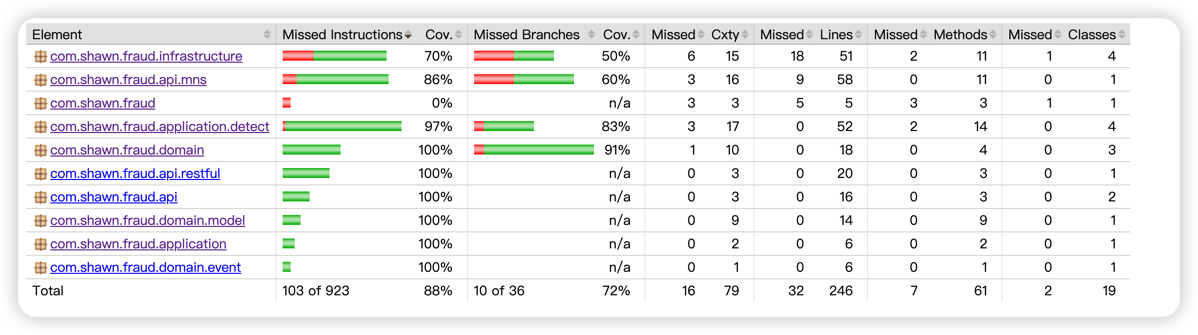 Element Missed Instructions Cov. Missed Branches Cov. Missed Cxty Missed Lines Missed Methods Missed Classes
com.shawn.fraud.infrastructure 70% 50% 6 15 18 51 2 11 1 4
com.shawn.fraud.api.mns 86% 60% 3 16 9 58 0 11 0 1
com.shawn.fraud 0% n/a 3 3 5 5 3 3 1 1
com.shawn.fraud.application.detect 97% 83% 3 17 0 52 2 14 0 4
com.shawn.fraud.domain 100% 91% 1 10 0 18 0 4 0 3
com.shawn.fraud.api.restful 100% n/a 0 3 0 20 0 3 0 1
com.shawn.fraud.api 100% n/a 0 3 0 16 0 3 0 2
com.shawn.fraud.domain.model 100% n/a 0 9 0 14 0 9 0 1
com.shawn.fraud.application 100% n/a 0 2 0 6 0 2 0 1
com.shawn.fraud.domain.event 100% n/a 0 1 0 6 0 1 0 1
Total 103 of 923 88% 10 of 36 72% 16 79 32 246 7 61 2 19